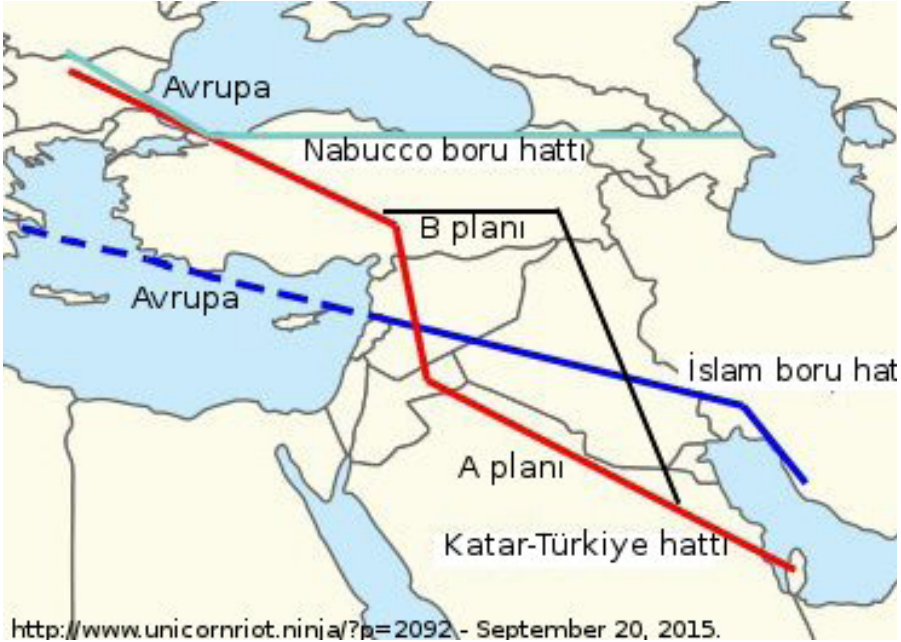 Avrupa
Nabucco boru hattı
B planı
Avrupa
İslam boru hat
A planı
Katar-Türkiye hattı
http://www.unicornriot.ninja/?p=2092 - September 20, 2015.